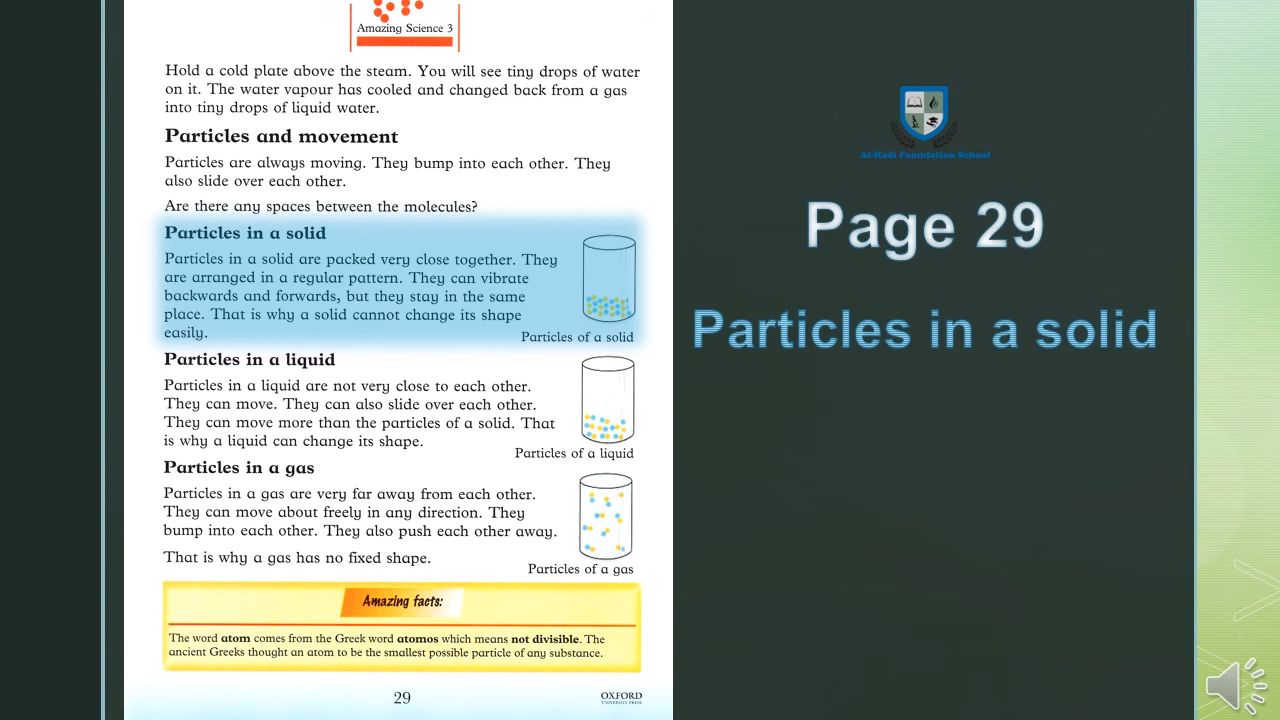 Amazing Science 3
Hold a cold plate above the steam. You will see tiny drops of water
on it. The water vapour has cooled and changed back from a gas
into tiny drops of liquid water.
Particles and movement
Particles are always moving. They bump into each other. They
also slide over each other.
Are there any spaces between the molecules?
Particles in a solid
Particles in a solid are packed very close together. They
are arranged in a regular pattern. They can vibrate
backwards and forwards, but they stay in the same
place. That is why a solid cannot change its shape
easily.
Particles of a solid
Particles in a liquid
Particles in a liquid are not very close to each other.
They can move. They can also slide over each other.
They can move more than the particles of a solid. That
is why a liquid can change its shape.
Particles of a liquid
Particles in a gas
Particles in a gas are very far away from each other.
They can move about freely in any direction. They
bump into each other. They also push each other away.
That is why a gas has no fixed shape.
Particles of a gas
Amazing facts:
The word atom comes from the Greek word atomos which means not divisible. The
ancient Greeks thought an atom to be the smallest possible particle of any substance.
29
OXFORD
UNIVERSITY PRESS
Al-Hadi Foundation School
Page 29
Particles in a solid